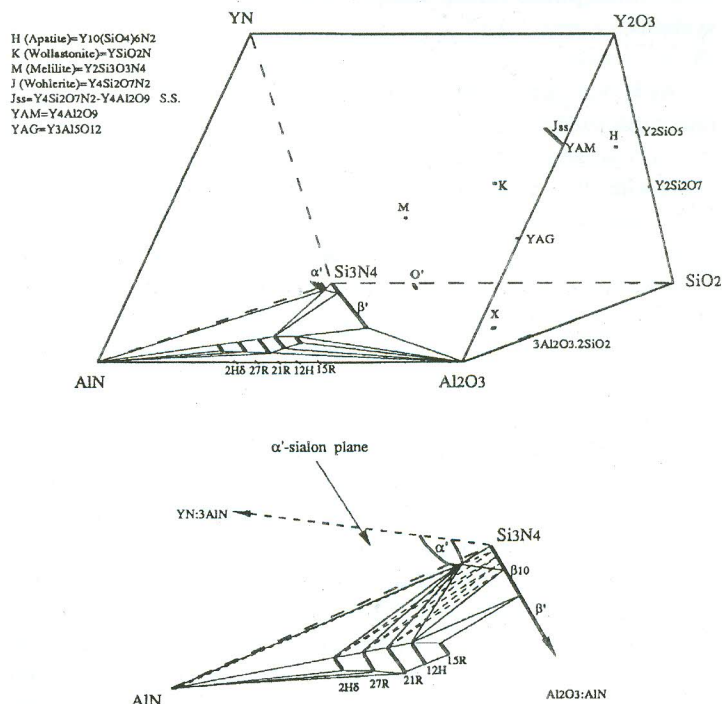 YN
Y2O3
H (Apatite)=Y10(SiO4)6N2
K (Wollastonite)=YSiO2N
M (Melilite)=Y2Si3O3N4
J (Wohlerite)=Y4Si2O7N2
Jss=Y4Si2O7N2-Y4Al2O9 S.S.
YAM=Y4Al2O9
YAG=Y3Al5O12
Jss
H
Y2SiO5
YAM
K
Y2Si2O7
M
YAG
α'
Si3N4
O'
SiO2
β'
X
3Al2O3.2SiO2
AlN
2Hδ 27R 21R 12H 15R
Al2O3
α'-sialon plane
YN:3AlN
Si3N4
α'
β10
β'
15R
12H
21R
27R
2Hδ
AlN
Al2O3:AlN